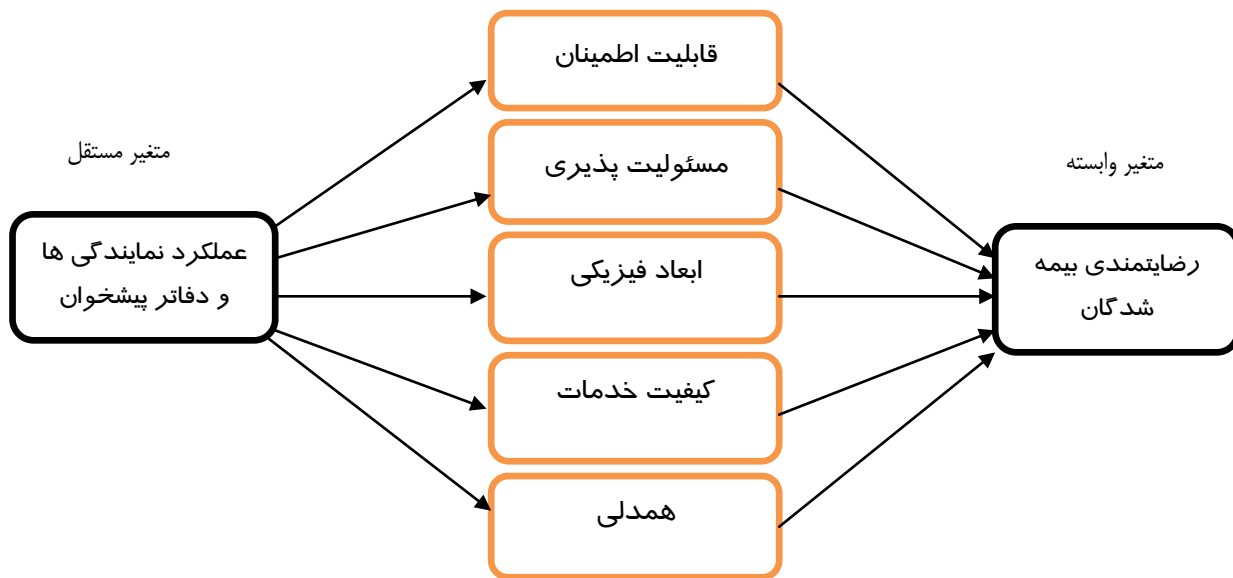 قابلیت اطمینان
متغیر مستقل
مسئولیت پذیری
متغیر وابسته
عملکرد نمایندگی ها
و دفاتر پیشخوان
ابعاد فیزیکی
رضایتمندی بیمه
شدگان
کیفیت خدمات
همدلی